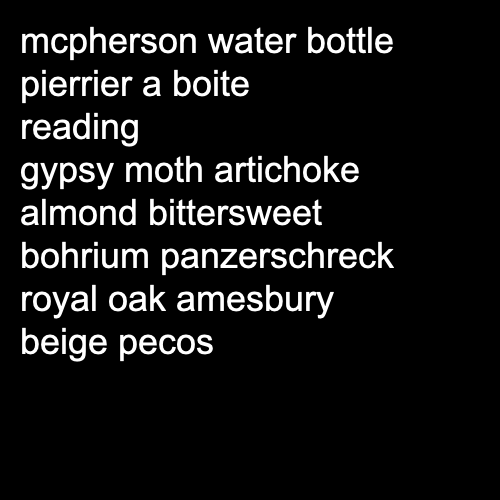 mcpherson water bottle
pierrier a boite
reading
gypsy moth artichoke
almond bittersweet
bohrium panzerschreck
royal oak amesbury
beige pecos